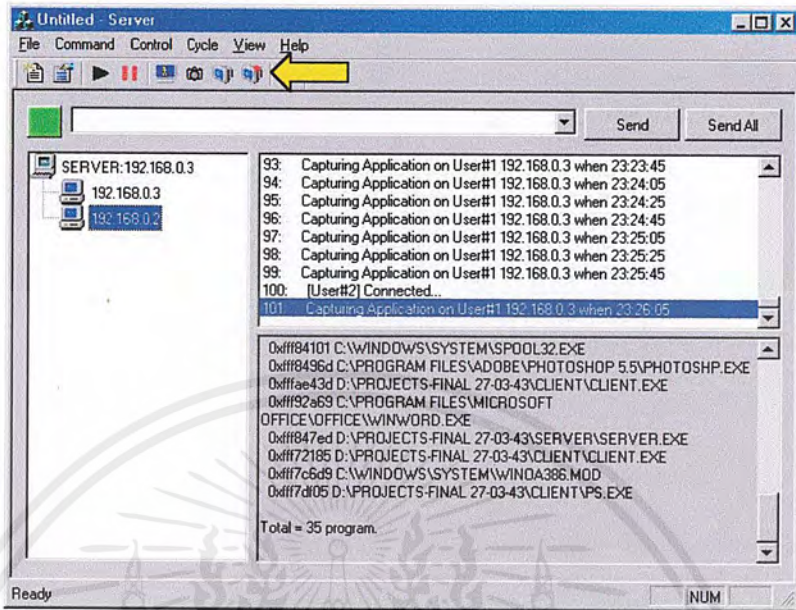 Untitled - Server
File Command Control Cycle View Help
Send
Send All
SERVER:192.168.0.3
192.168.0.3
192.168.0.2
93: Capturing Application on User#1 192.168.0.3 when 23:23:45
94: Capturing Application on User#1 192.168.0.3 when 23:24:05
95: Capturing Application on User#1 192.168.0.3 when 23:24:25
96: Capturing Application on User#1 192.168.0.3 when 23:24:45
97: Capturing Application on User#1 192.168.0.3 when 23:25:05
98: Capturing Application on User#1 192.168.0.3 when 23:25:25
99: Capturing Application on User#1 192.168.0.3 when 23:25:45
100: [User#2] Connected...
101: Capturing Application on User#1 192.168.0.3 when 23:26:05
0xfff84101 C:\WINDOWS\SYSTEM\SPOOL32.EXE
0xfff8496d C:\PROGRAM FILES\ADOBE\PHOTOSHOP 5.5\PHOTOSHP.EXE
0xfffae43d D:\PROJECTS-FINAL 27-03-43\CLIENT\CLIENT.EXE
0xfff92a69 C:\PROGRAM FILES\MICROSOFT
OFFICE\OFFICE\WINWORD.EXE
0xfff847ed D:\PROJECTS-FINAL 27-03-43\SERVER\SERVER.EXE
0xfff72185 D:\PROJECTS-FINAL 27-03-43\CLIENT\CLIENT.EXE
0xfff7c6d9 C:\WINDOWS\SYSTEM\WINOA386.MOD
0xfff7df05 D:\PROJECTS-FINAL 27-03-43\CLIENT\PS.EXE
Total = 35 program.
Ready
NUM